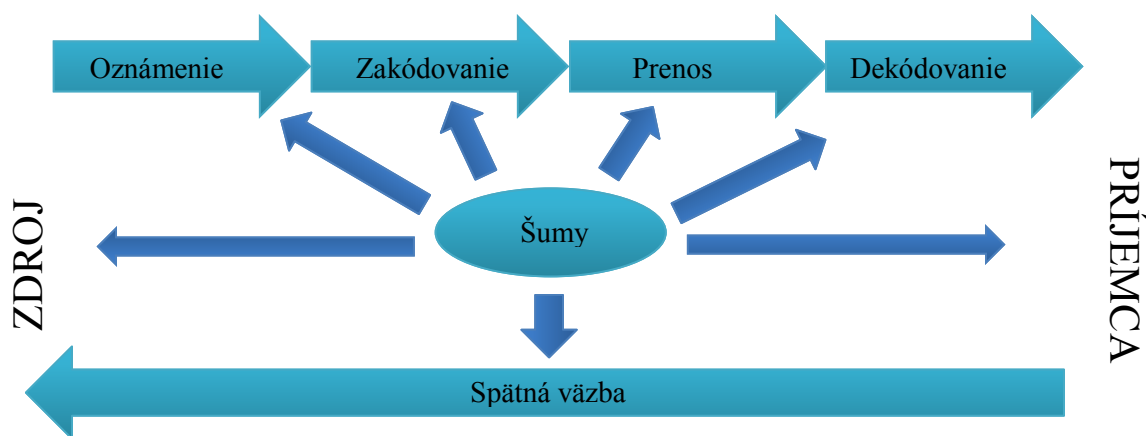 Oznámenie
Zakódovanie
Prenos
Dekódovanie
ZDROJ
Šumy
PRÍJEMCA
Spätná väzba